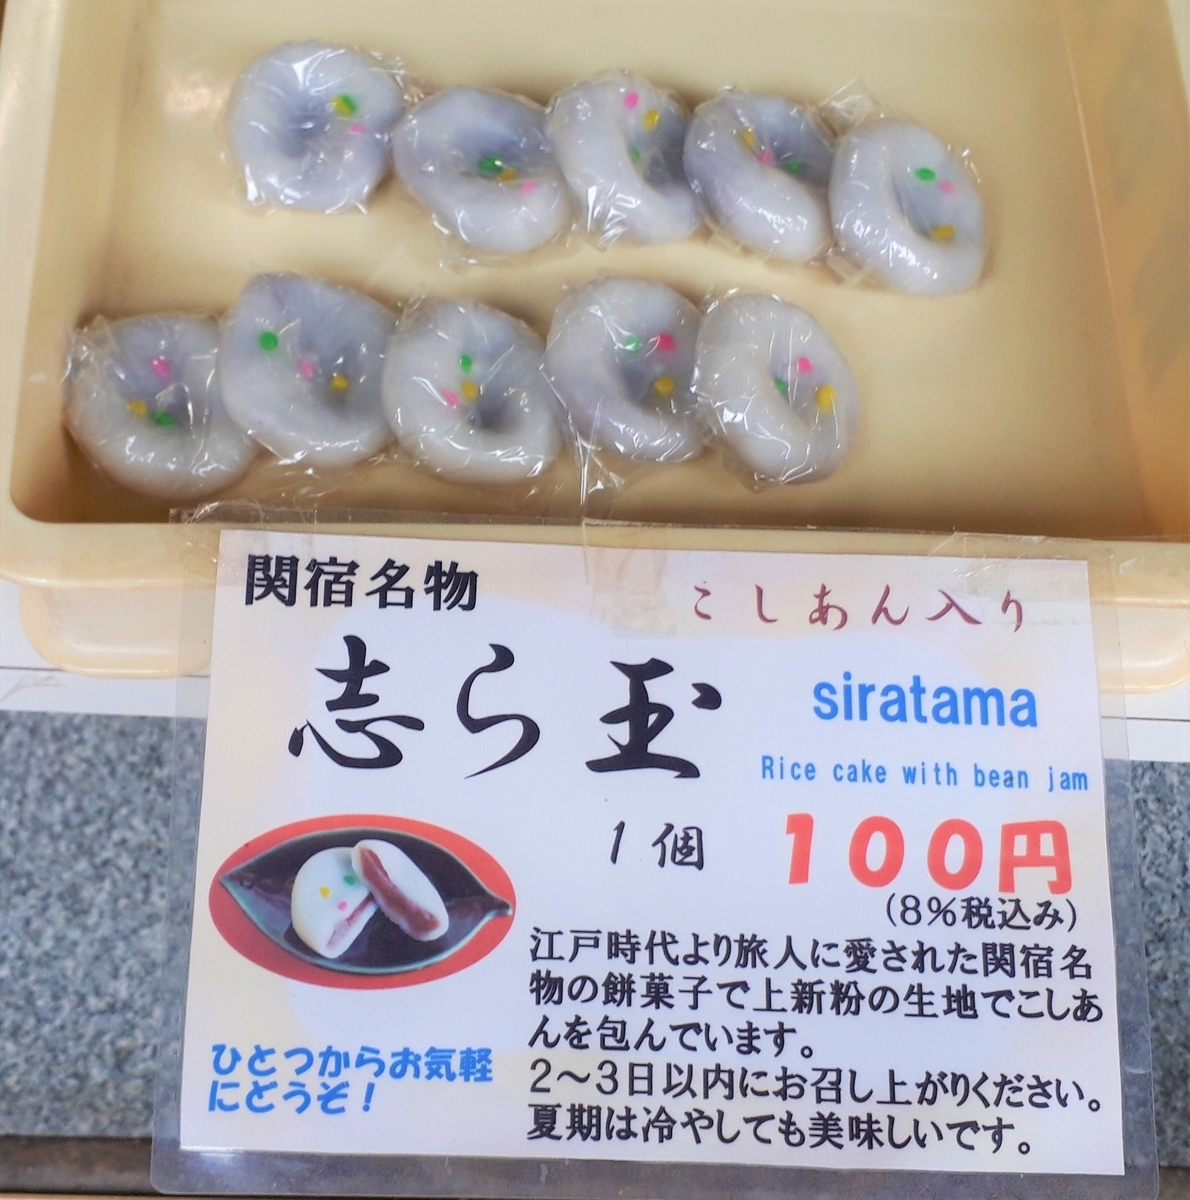 関宿名物
こしあん入り
志ら玉
siratama
Rice cake with bean jam
1個
100円
(8%税込み)
江戸時代より旅人に愛された関宿名
物の餅菓子で上新粉の生地でこしあ
んを包んでいます。
2〜3日以内にお召し上がりください。
夏期は冷やしても美味しいです。
ひとつからお気軽
にどうぞ!